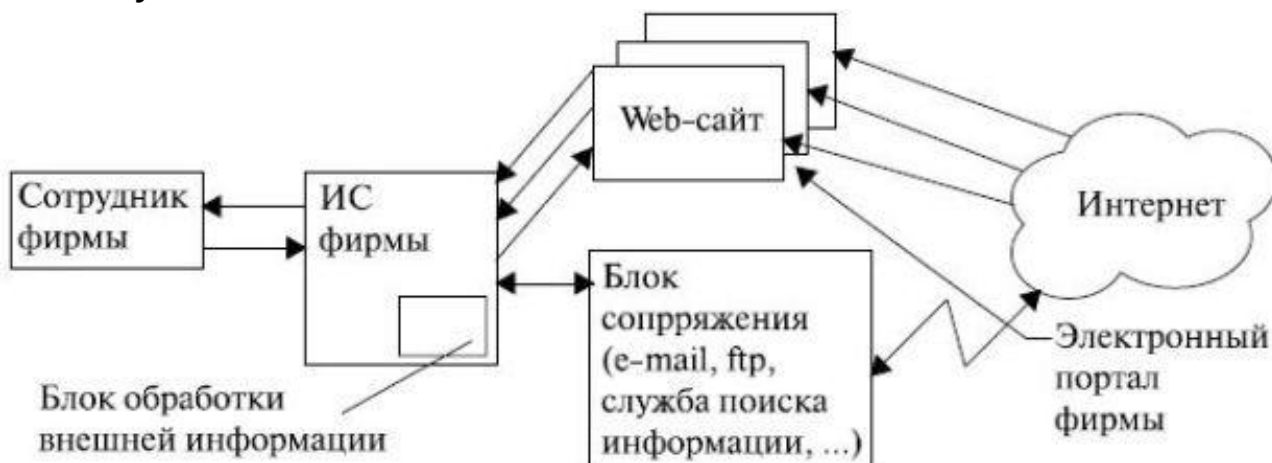 Web-сайт
Сотрудник
фирмы
ИС
фирмы
Интернет
Блок
сопрряжения
(e-mail, ftp,
служба поиска
информации, ...)
Электронный
портал
фирмы
Блок обработки
внешней информации